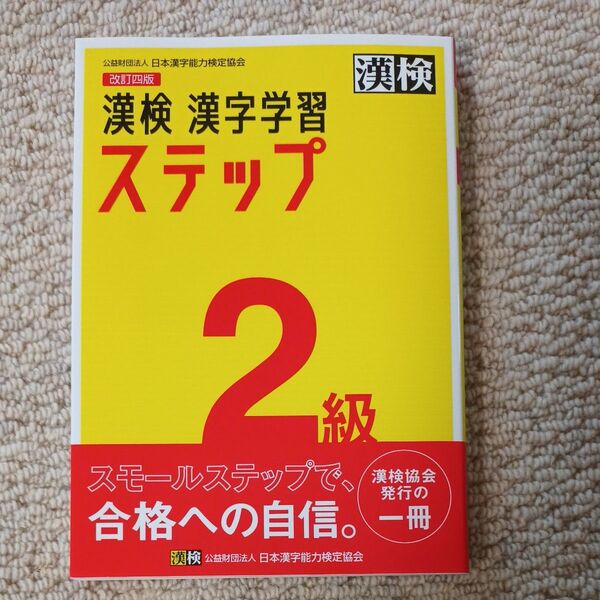 公益財団法人 日本漢字能力検定協会
漢検
改訂四版
漢検 漢字学習
ステップ
2級
スモールステップで、
合格への自信。
漢検協会
発行の
一冊
漢検 公益財団法人 日本漢字能力検定協会